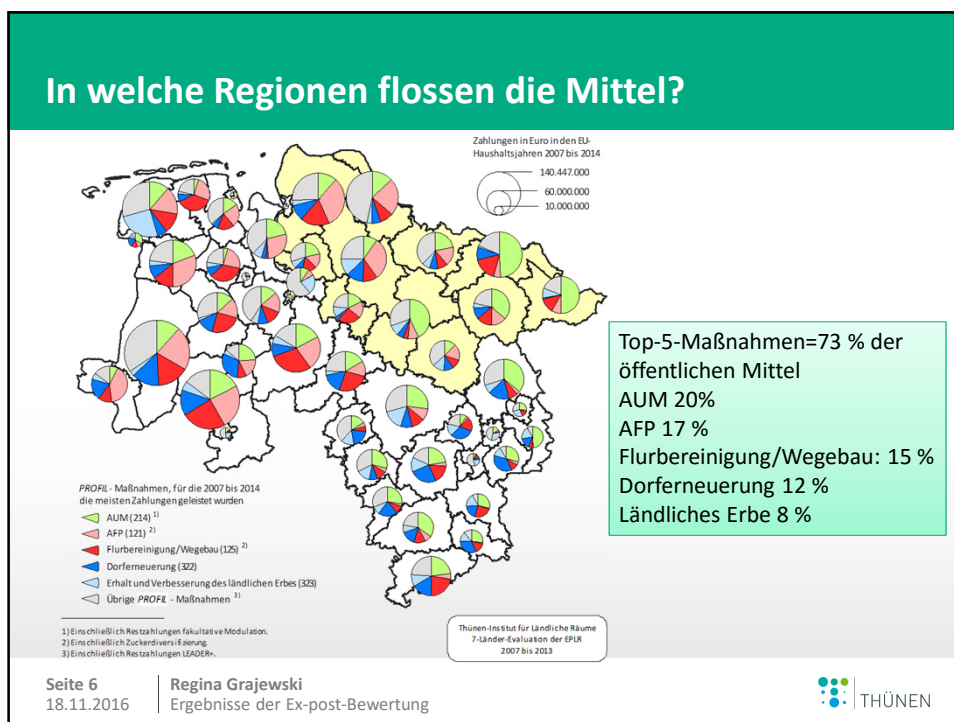 In welche Regionen flossen die Mittel?
Zahlungen in Euro in den EU-
Haushaltsjahren 2007 bis 2014
140.447.000
60.000.000
10.000.000
Top-5-Maßnahmen=73 % der
öffentlichen Mittel
AUM 20%
AFP 17 %
Flurbereinigung/Wegebau: 15 %
Dorferneuerung 12 %
Ländliches Erbe 8 %
PROFIL - Maßnahmen, für die 2007 bis 2014
die meisten Zahlungen geleistet wurden
AUM (214) 1)
AFP (121) 2)
Flurbereinigung/Wegebau (125) 2)
Dorferneuerung (322)
Erhalt und Verbesserung des ländlichen Erbes (323)
Übrige PROFIL - Maßnahmen 3)
1) Einschließlich Restzahlungen fakultative Modulation.
2) Einschließlich Zuckerdiversifizierung.
3) Einschließlich Restzahlungen LEADER+.
Thünen-Institut für Ländliche Räume
7-Länder-Evaluation der EPLR
2007 bis 2013
Seite 6
18.11.2016
Regina Grajewski
Ergebnisse der Ex-post-Bewertung
THÜNEN